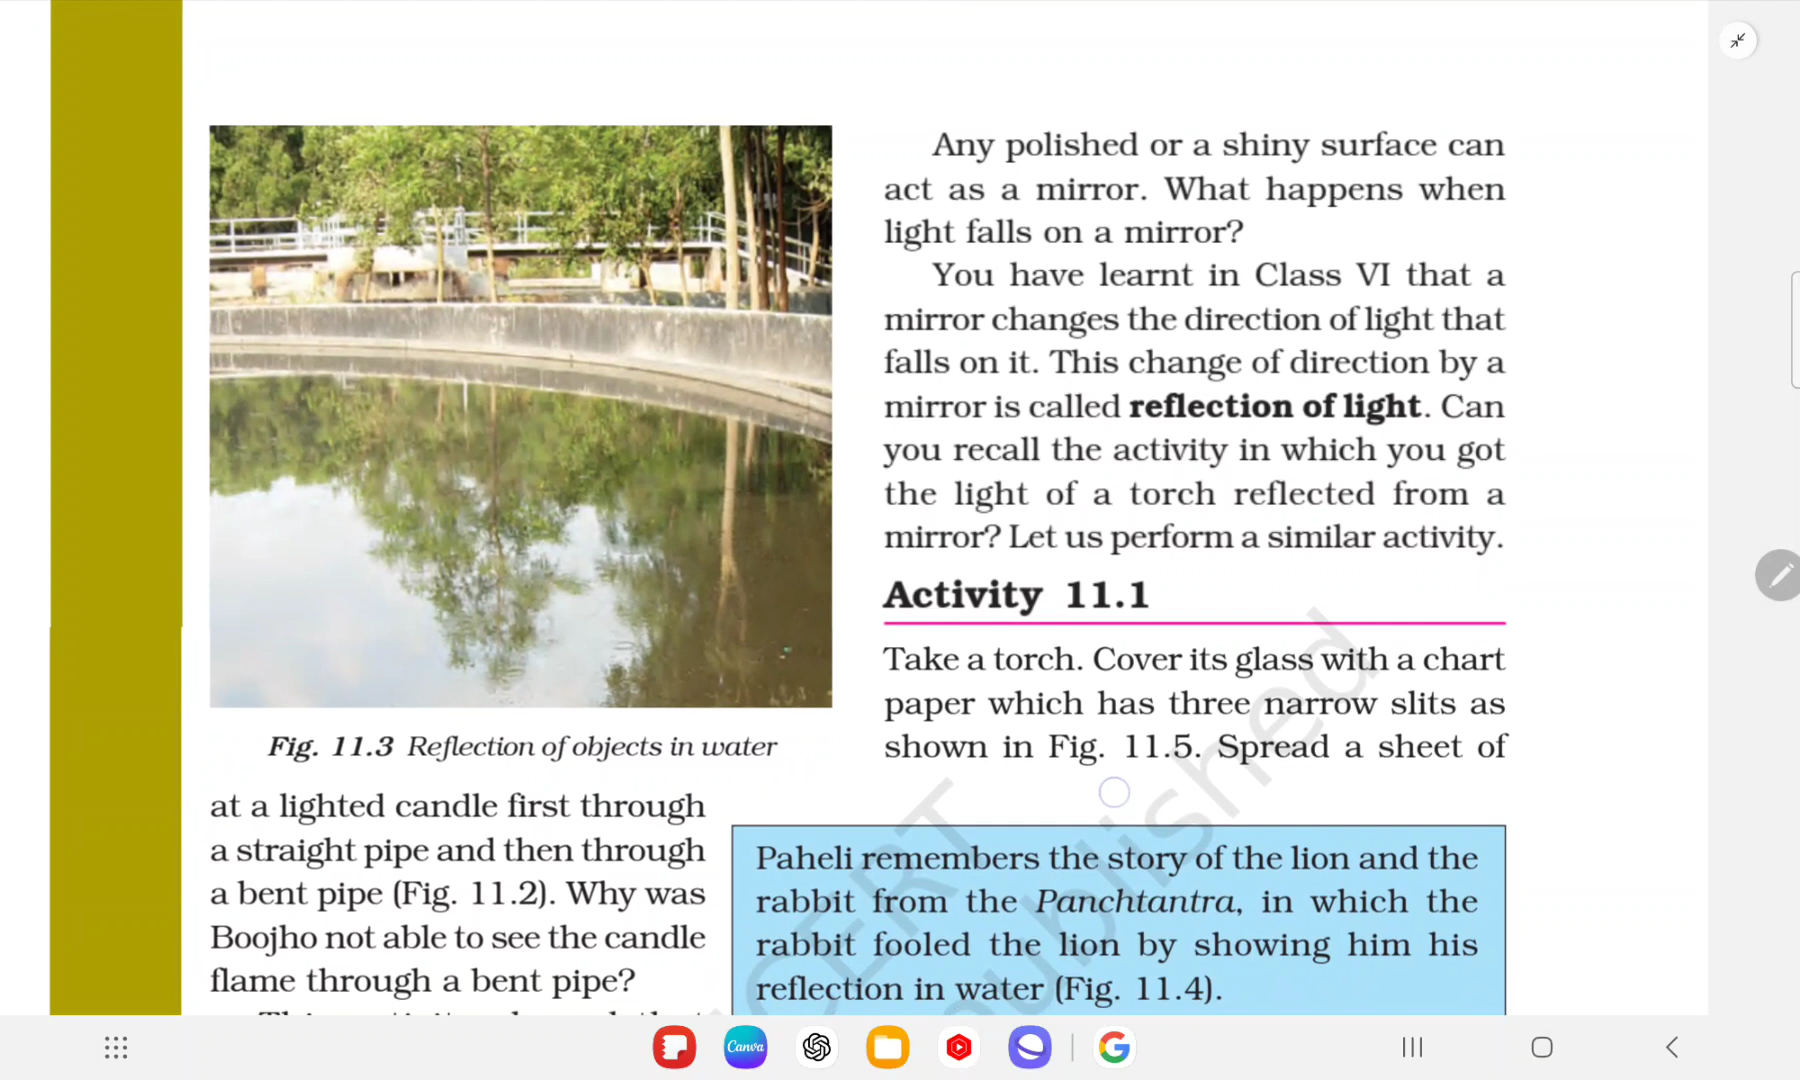 Any polished or a shiny surface can
act as a mirror. What happens when
light falls on a mirror?
You have learnt in Class VI that a
mirror changes the direction of light that
falls on it. This change of direction by a
mirror is called reflection of light. Can
you recall the activity in which you got
the light of a torch reflected from a
mirror? Let us perform a similar activity.
Activity 11.1
Take a torch. Cover its glass with a chart
paper which has three narrow slits as
shown in Fig. 11.5. Spread a sheet of
Fig. 11.3 Reflection of objects in water
at a lighted candle first through
a straight pipe and then through
a bent pipe (Fig. 11.2). Why was
Boojho not able to see the candle
flame through a bent pipe?
Paheli remembers the story of the lion and the
rabbit from the Panchtantra, in which the
rabbit fooled the lion by showing him his
reflection in water (Fig. 11.4).
Canva